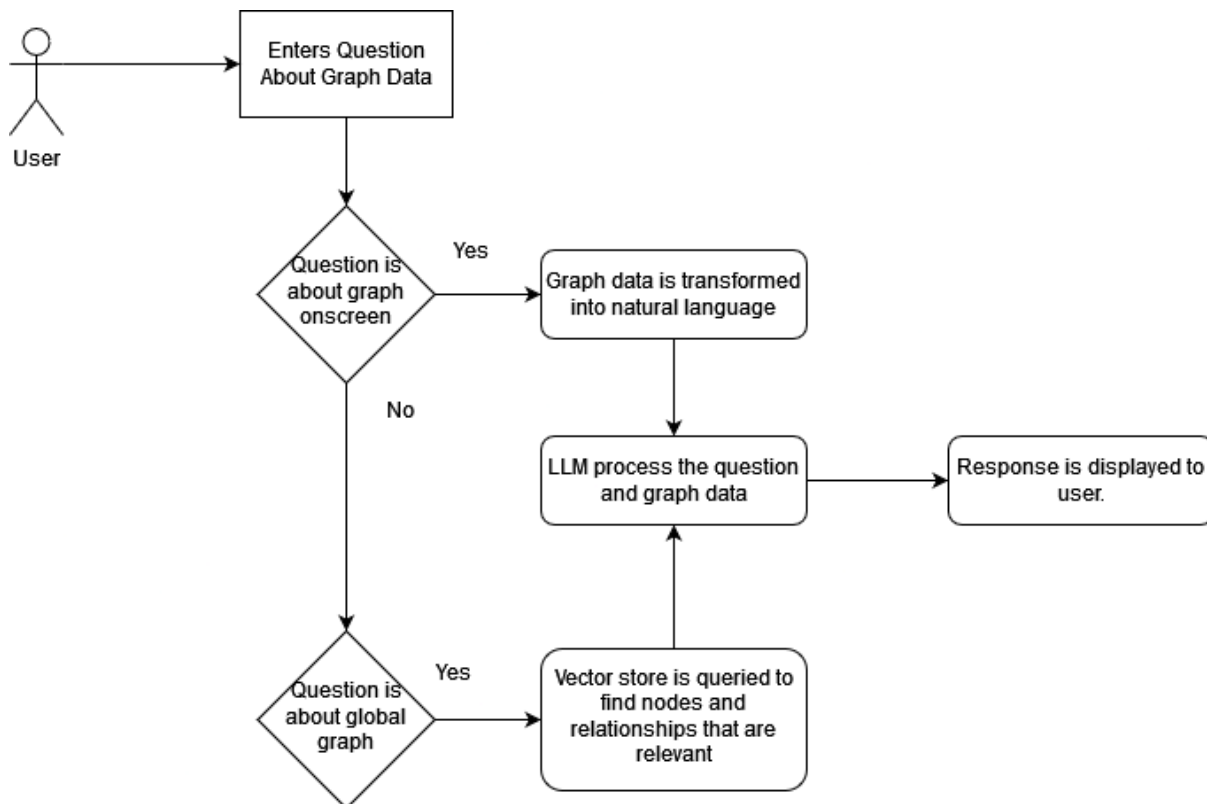 Enters Question
About Graph Data
User
Question is
about graph
onscreen
Yes
Graph data is transformed
into natural language
No
LLM process the question
and graph data
Response is displayed to
user.
Question is
about global
graph
Yes
Vector store is queried to
find nodes and
relationships that are
relevant